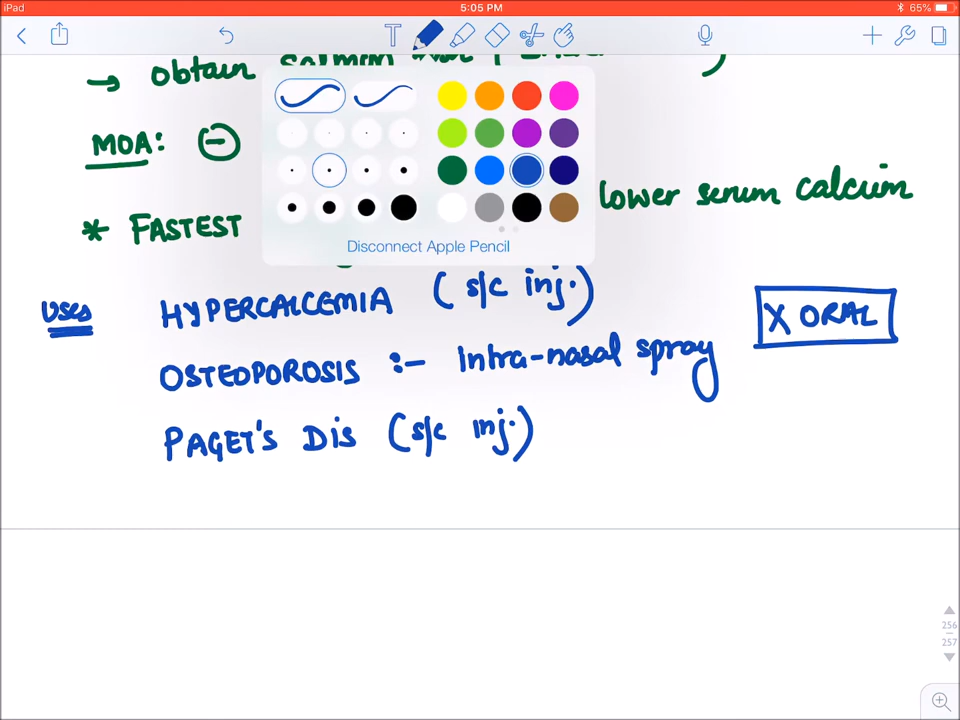 iPad 5:05 PM 65%
T
→ obtain salmon
MOA: ⊖
lower serum calcium
* FASTEST
Disconnect Apple Pencil
Uses HYPERCALCEMIA (s/c inj.)
X ORAL
OSTEOPOROSIS :- Intra-nasal spray
PAGET'S DIS (s/c inj.)
256
257